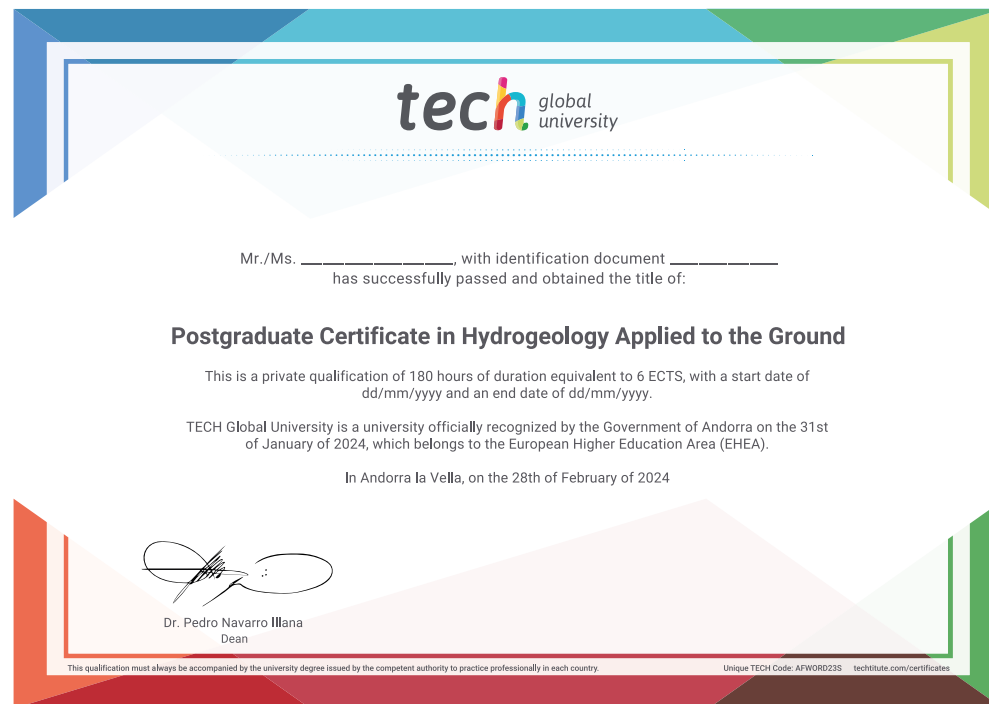 tech global university
Mr./Ms. ________________, with identification document ____________
has successfully passed and obtained the title of:
Postgraduate Certificate in Hydrogeology Applied to the Ground
This is a private qualification of 180 hours of duration equivalent to 6 ECTS, with a start date of
dd/mm/yyyy and an end date of dd/mm/yyyy.
TECH Global University is a university officially recognized by the Government of Andorra on the 31st
of January of 2024, which belongs to the European Higher Education Area (EHEA).
In Andorra la Vella, on the 28th of February of 2024
Dr. Pedro Navarro Illana
Dean
This qualification must always be accompanied by the university degree issued by the competent authority to practice professionally in each country.
Unique TECH Code: AFWORD23S techtitute.com/certificates